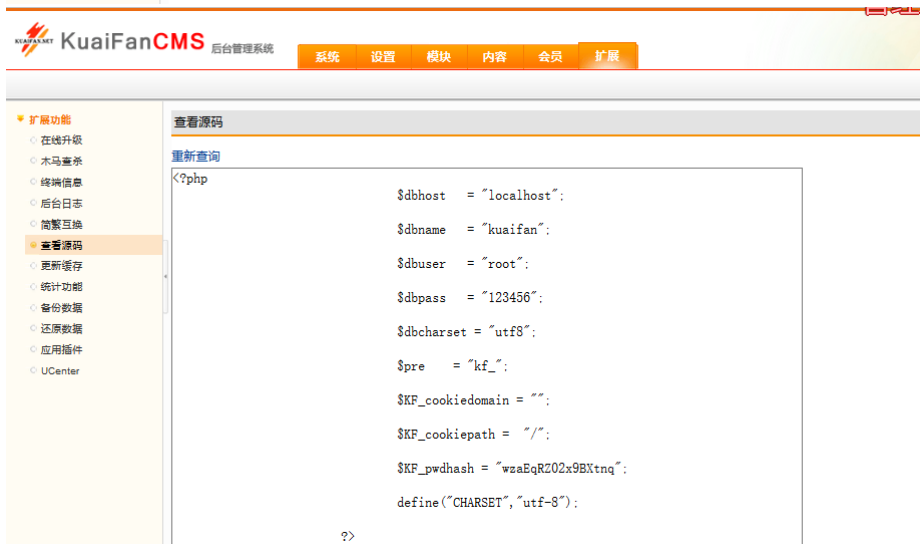 KUAIFAN.NET KuaiFanCMS 后台管理系统
系统 设置 模块 内容 会员 扩展
扩展功能
在线升级
木马查杀
终端信息
后台日志
简繁互换
查看源码
更新缓存
统计功能
备份数据
还原数据
应用插件
UCenter
查看源码
重新查询
<?php
$dbhost = "localhost";
$dbname = "kuaifan";
$dbuser = "root";
$dbpass = "123456";
$dbcharset = "utf8";
$pre = "kf_";
$KF_cookiedomain = "";
$KF_cookiepath = "/";
$KF_pwdhash = "wzaEqRZO2x9BXtnq";
define("CHARSET","utf-8");
?>